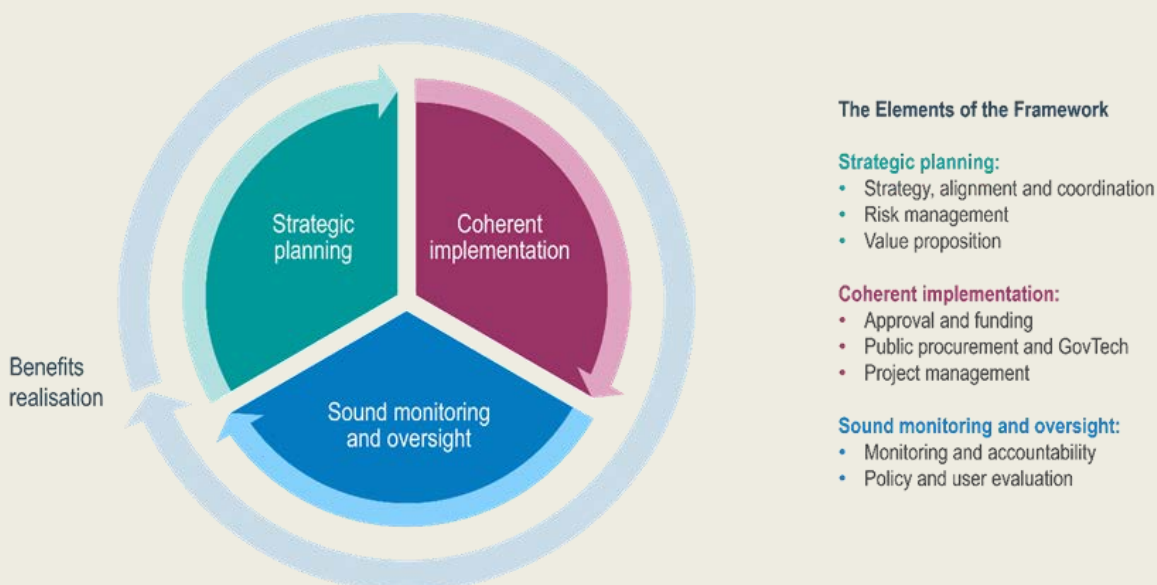 Strategic
planning
Coherent
implementation
Sound monitoring
and oversight
Benefits
realisation
The Elements of the Framework
Strategic planning:
• Strategy, alignment and coordination
• Risk management
• Value proposition
Coherent implementation:
• Approval and funding
• Public procurement and GovTech
• Project management
Sound monitoring and oversight:
• Monitoring and accountability
• Policy and user evaluation